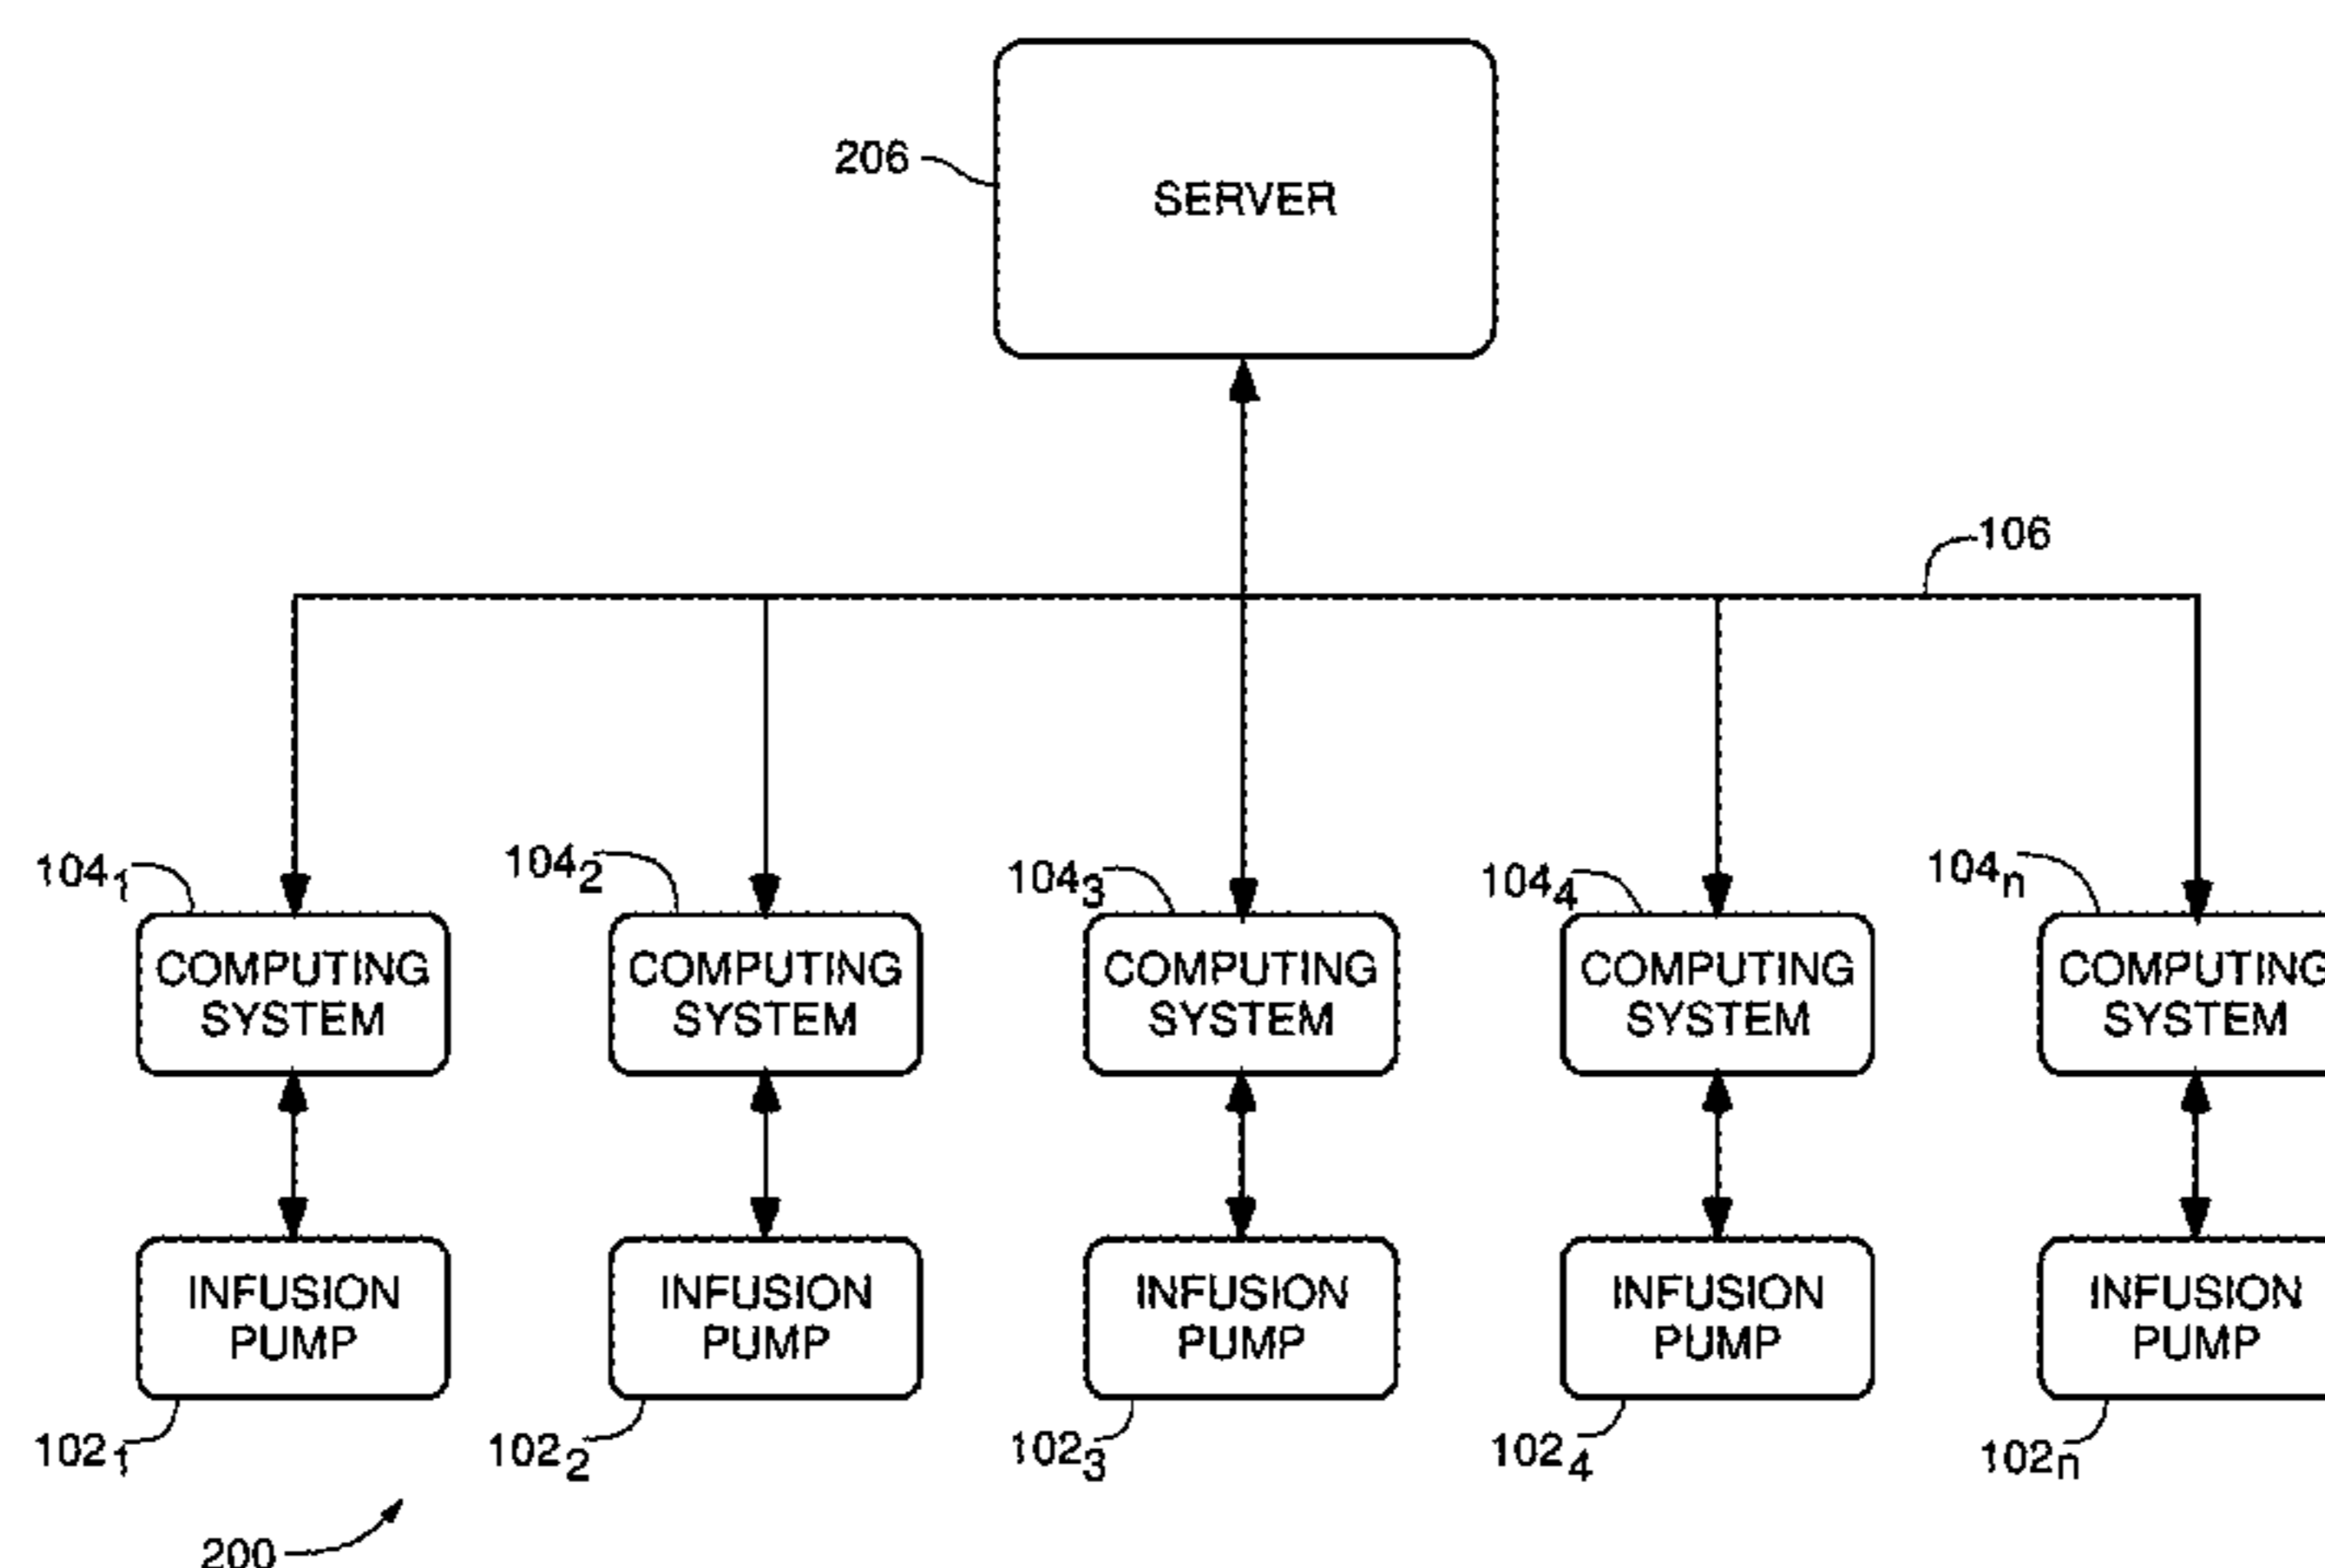 206
SERVER
106
104₁
104₂
104₃
104₄
104ₙ
COMPUTING
SYSTEM
COMPUTING
SYSTEM
COMPUTING
SYSTEM
COMPUTING
SYSTEM
COMPUTING
SYSTEM
INFUSION
PUMP
INFUSION
PUMP
INFUSION
PUMP
INFUSION
PUMP
INFUSION
PUMP
102₁
102₂
102₃
102₄
102ₙ
200